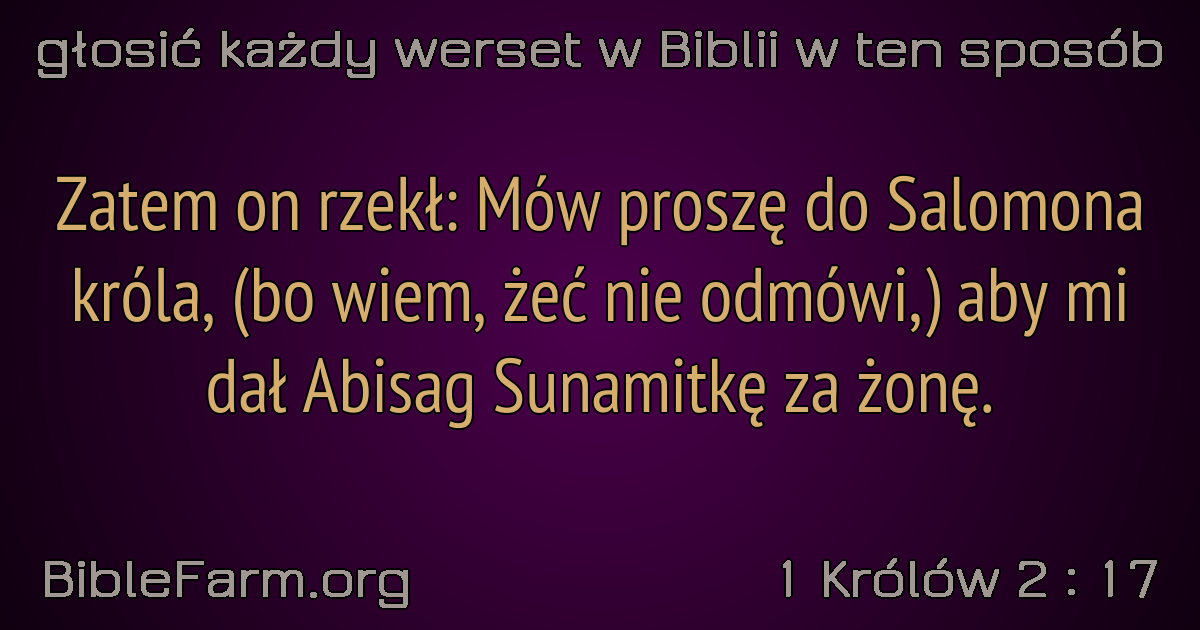 głosić każdy werset w Biblii w ten sposób
Zatem on rzekł: Mów proszę do Salomona
króla, (bo wiem, żeć nie odmówi,) aby mi
dał Abisag Sunamitkę za żonę.
BibleFarm.org
1 Królów 2 : 17